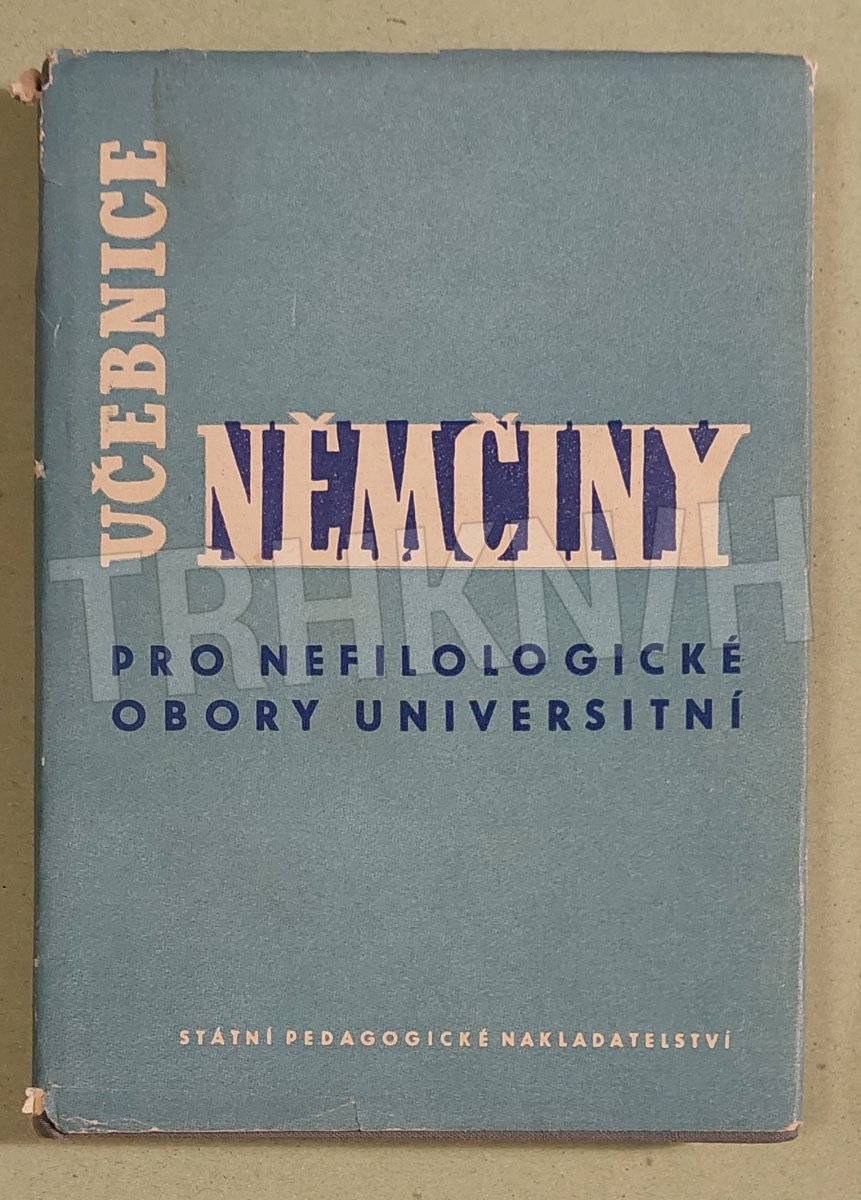 UČEBNICE
NĚMČINY
PRO NEFILOLOGICKÉ
OBORY UNIVERSITNÍ
STÁTNÍ PEDAGOGICKÉ NAKLADATELSTVÍ
TRHKNIH